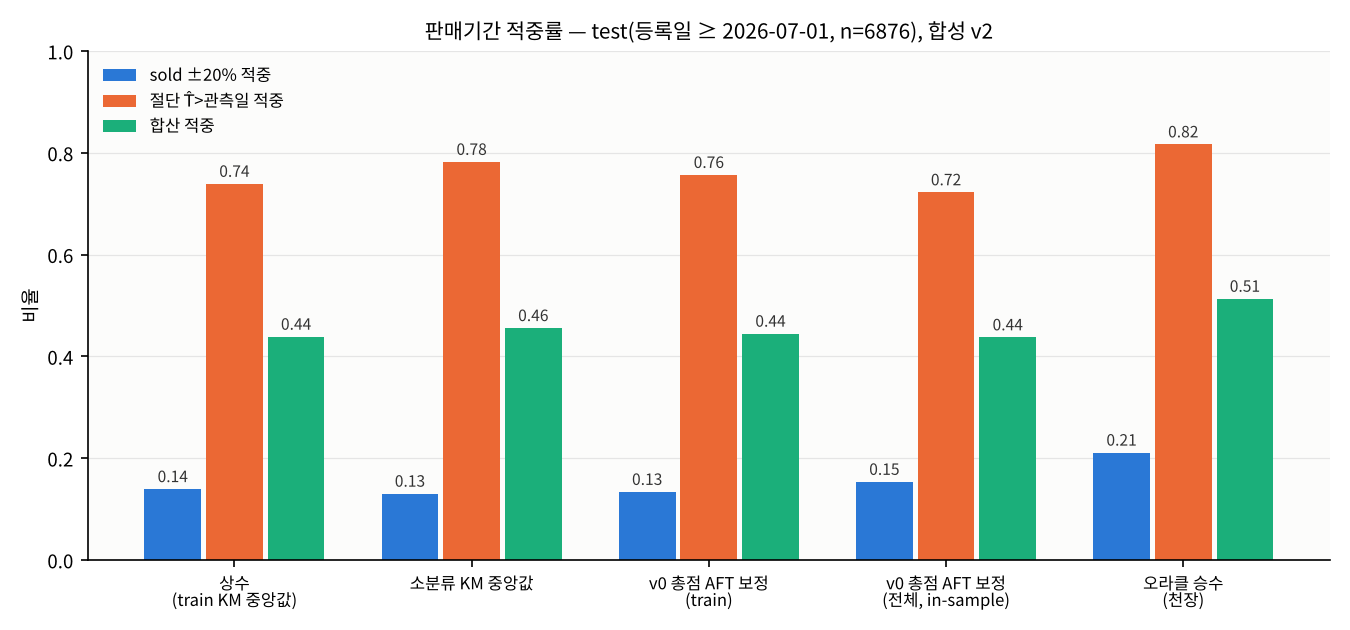 판매기간 적중률 — test(등록일 ≥ 2026-07-01, n=6876), 합성 v2
sold ±20% 적중
절단 T̂>관측일 적중
합산 적중
비율
1.0
0.8
0.6
0.4
0.2
0.0
0.14
0.74
0.44
0.13
0.78
0.46
0.13
0.76
0.44
0.15
0.72
0.44
0.21
0.82
0.51
상수
(train KM 중앙값)
소분류 KM 중앙값
v0 총점 AFT 보정
(train)
v0 총점 AFT 보정
(전체, in-sample)
오라클 승수
(천장)